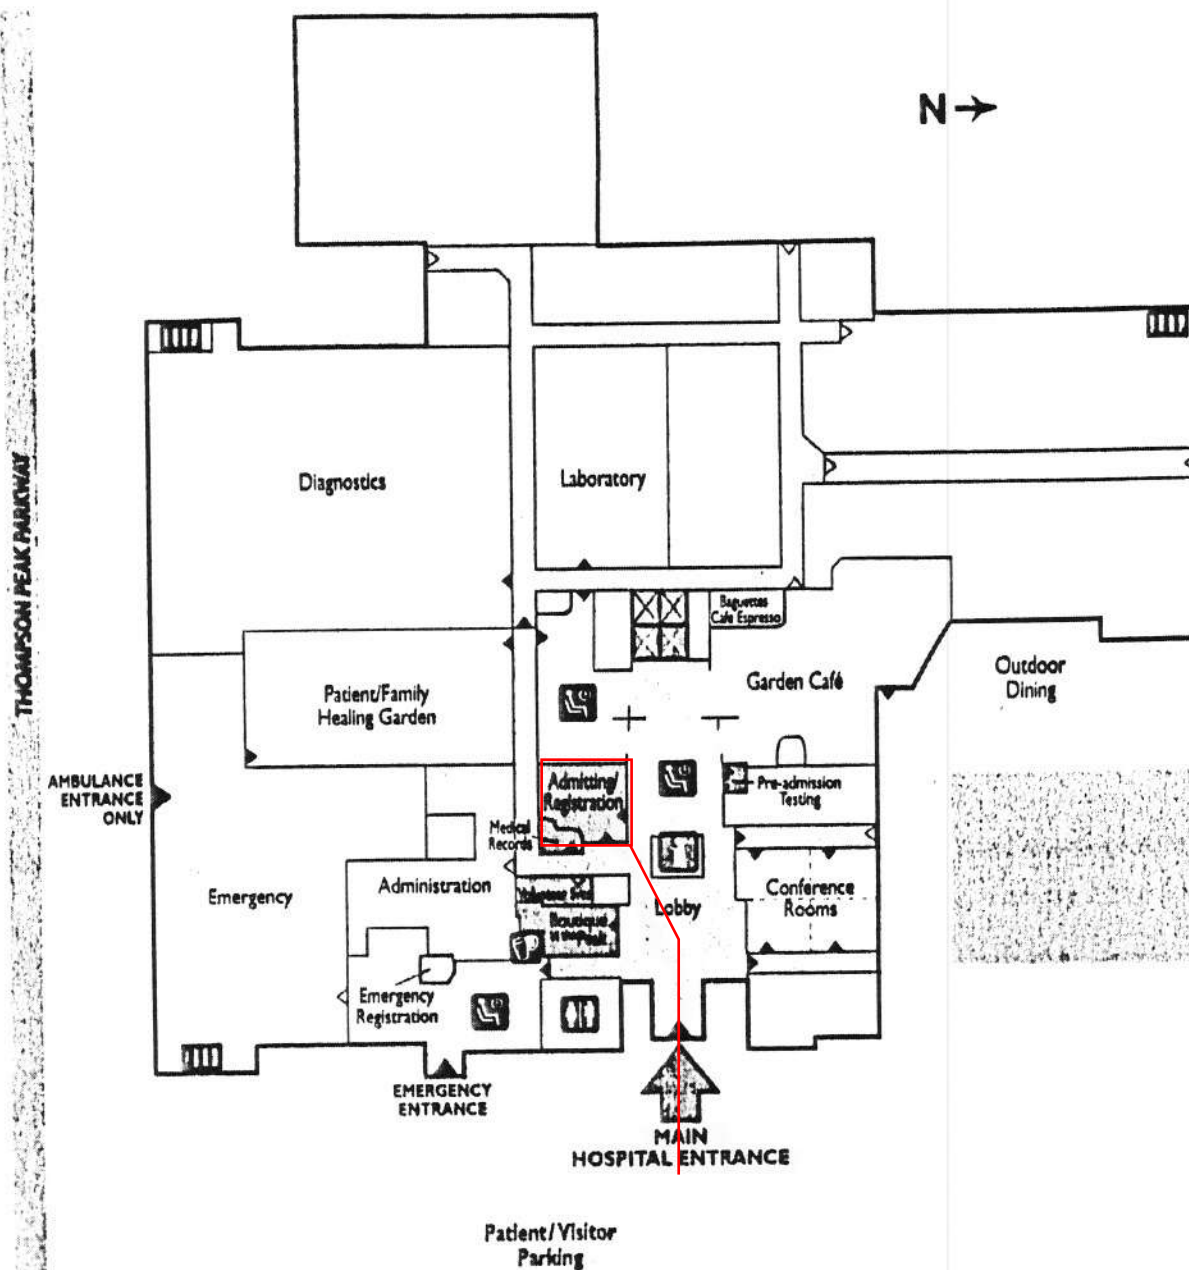 N
THOMPSON PEAK PARKWAY
Diagnostics
Laboratory
Baguettes
Cafe Espresso
Patient/Family
Healing Garden
Garden Café
Outdoor
Dining
AMBULANCE
ENTRANCE
ONLY
Admitting/
Registration
Pre-admission
Testing
Medical
Records
Administration
Emergency
Volunteer
Conference
Rooms
Boutique
Lobby
Emergency
Registration
EMERGENCY
ENTRANCE
MAIN
HOSPITAL ENTRANCE
Patient/Visitor
Parking